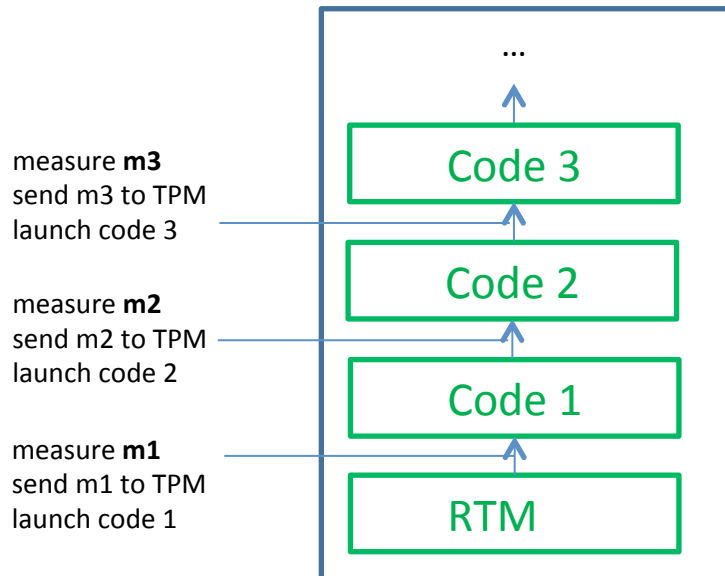 ...
Code 3
measure m3
send m3 to TPM
launch code 3
Code 2
measure m2
send m2 to TPM
launch code 2
Code 1
measure m1
send m1 to TPM
launch code 1
RTM